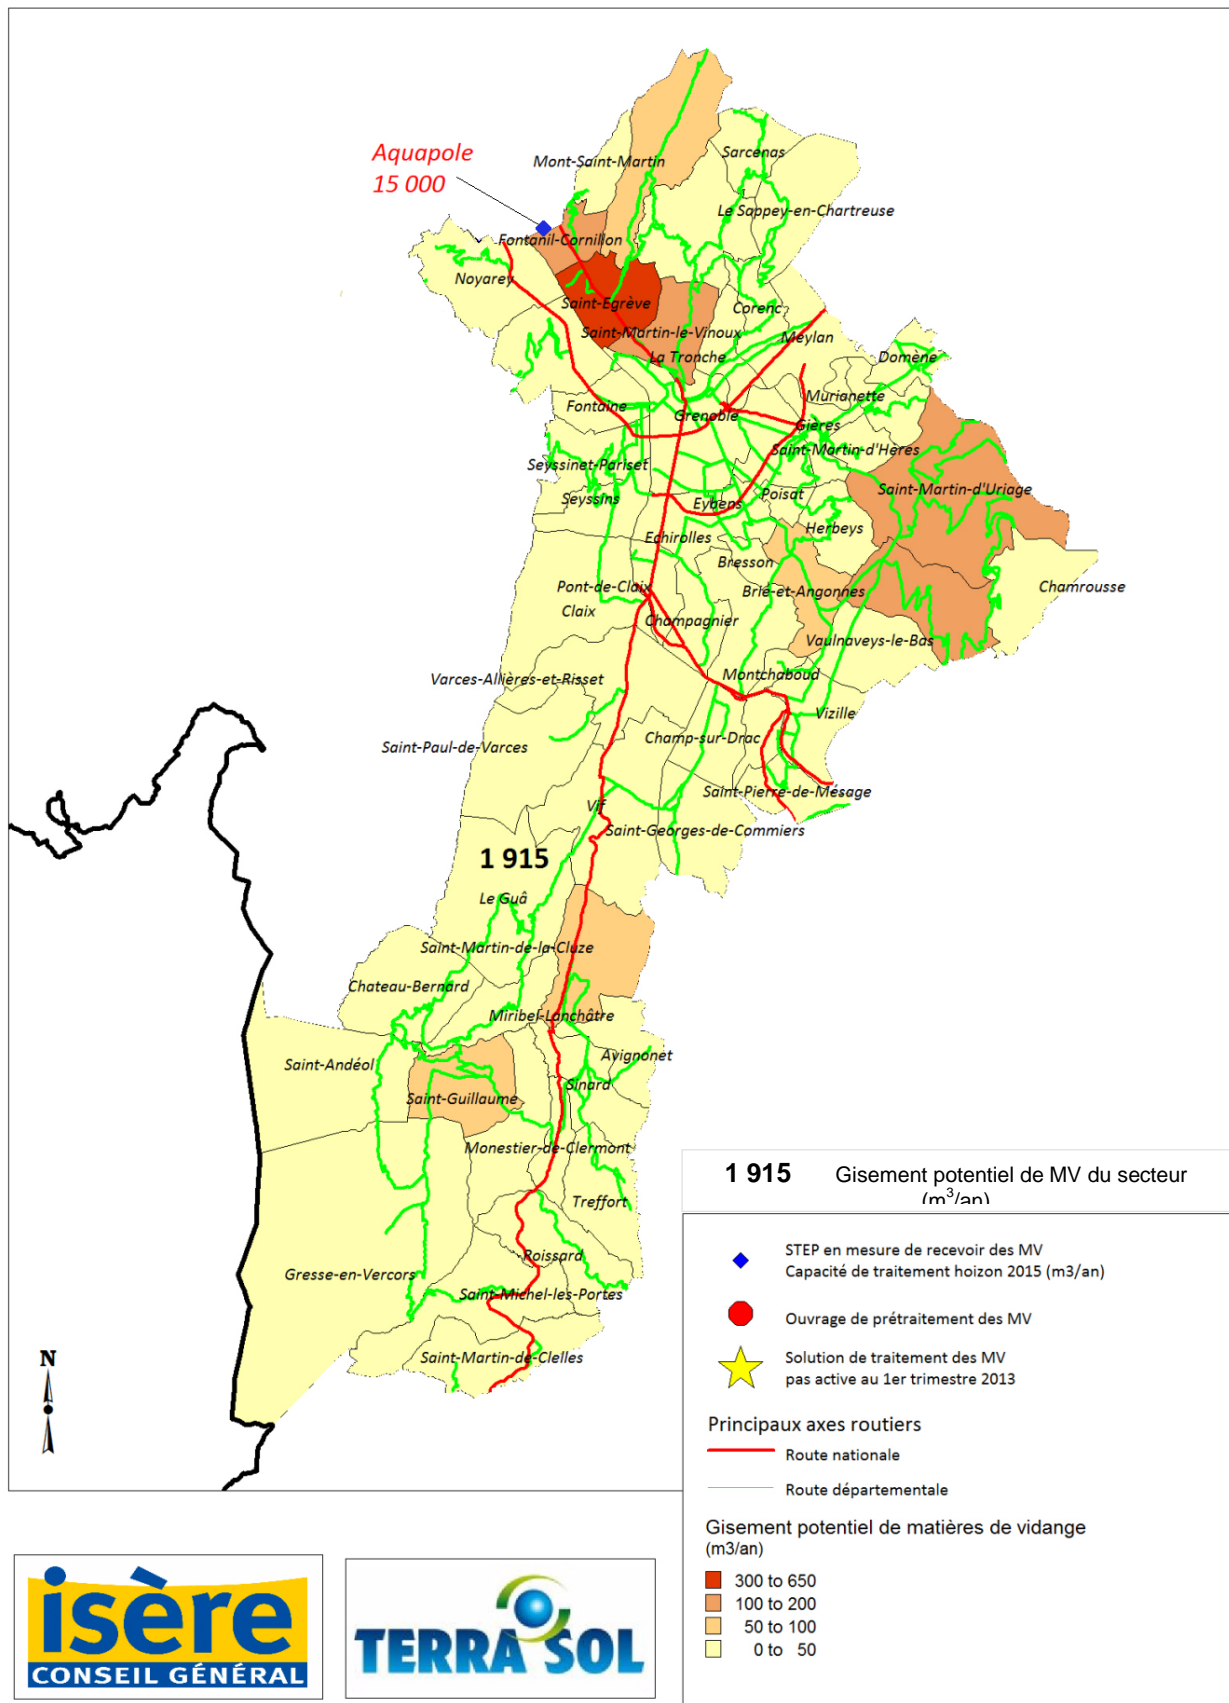 Aquapole
15 000
Mont-Saint-Martin
Sarcenas
Le Sappey-en-Chartreuse
Fontanil-Cornillon
Noyarey
Saint-Egrève
Corenc
Saint-Martin-le-Vinoux
Meylan
La Tronche
Domène
Murianette
Fontaine
Grenoble
Gières
Saint-Martin-d'Hères
Seyssinet-Pariset
Seyssins
Poisat
Saint-Martin-d'Uriage
Eybens
Herbeys
Echirolles
Bresson
Pont-de-Claix
Brié-et-Angonnes
Chamrousse
Claix
Champagnier
Vaulnaveys-le-Bas
Varces-Allières-et-Risset
Montchaboud
Vizille
Saint-Paul-de-Varces
Champ-sur-Drac
Saint-Pierre-de-Mésage
Vif
Saint-Georges-de-Commiers
1 915
Le Guâ
Saint-Martin-de-la-Cluze
Chateau-Bernard
Miribel-Lanchâtre
Avignonet
Saint-Andéol
Sinard
Saint-Guillaume
Monestier-de-Clermont
Treffort
Roissard
Gresse-en-Vercors
Saint-Michel-les-Portes
Saint-Martin-de-Clelles
N
1 915 Gisement potentiel de MV du secteur
(m³/an)
STEP en mesure de recevoir des MV
Capacité de traitement hoizon 2015 (m3/an)
Ouvrage de prétraitement des MV
Solution de traitement des MV
pas active au 1er trimestre 2013
Principaux axes routiers
Route nationale
Route départementale
Gisement potentiel de matières de vidange
(m3/an)
300 to 650
100 to 200
50 to 100
0 to 50
isère
CONSEIL GÉNÉRAL
TERRA SOL